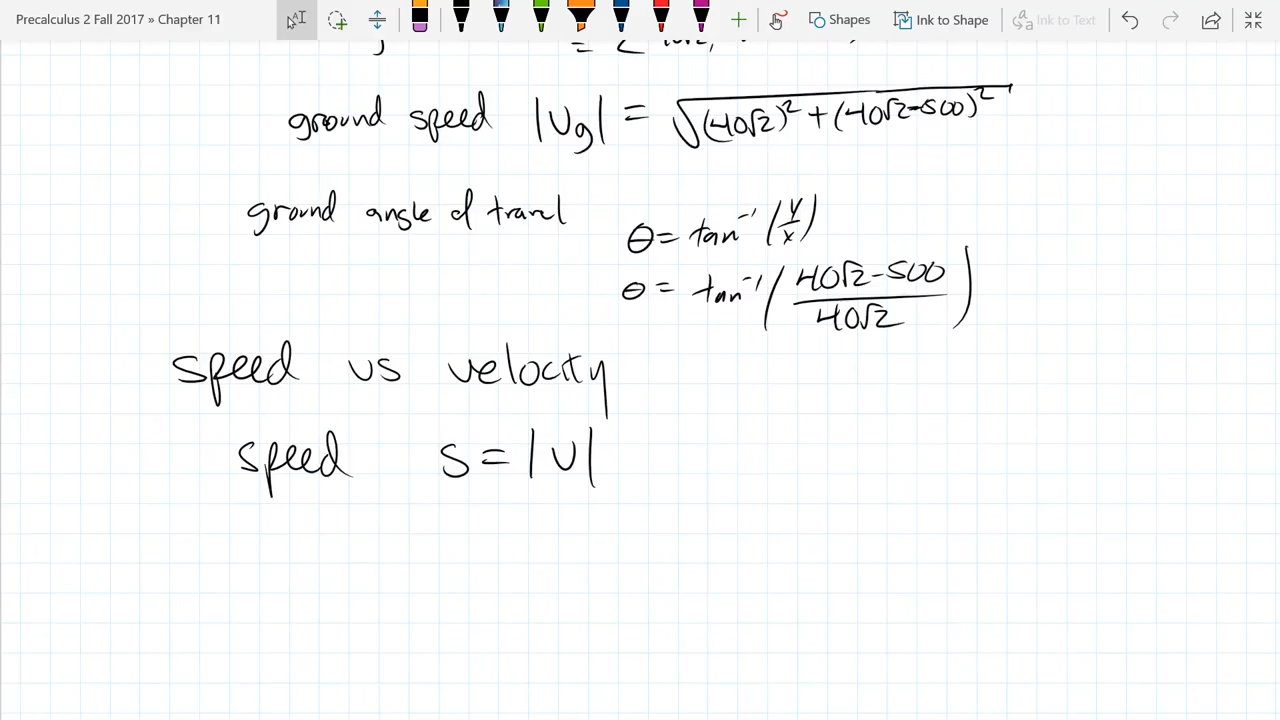 Precalculus 2 Fall 2017 » Chapter 11
Shapes
Ink to Shape
Ink to Text
ground speed |v_g| = √((40√2)² + (40√2-500)²)
ground angle of travel
θ = tan⁻¹(y/x)
θ = tan⁻¹((40√2-500)/(40√2))
speed vs velocity
speed s = |v|